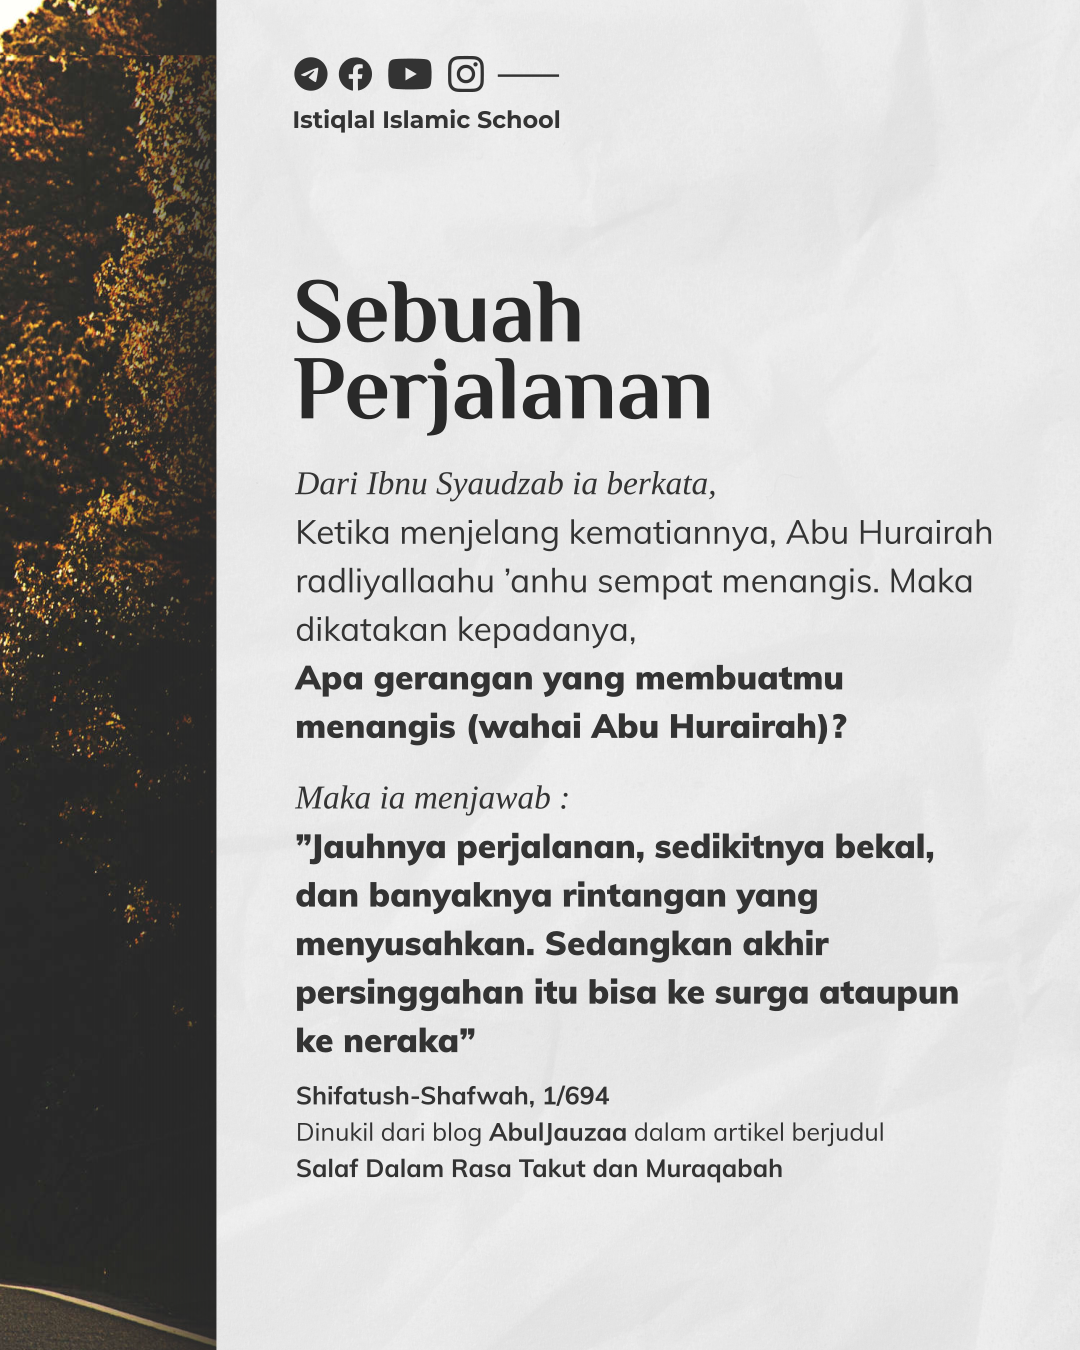 Istiqlal Islamic School
Sebuah
Perjalanan
Dari Ibnu Syaudzab ia berkata,
Ketika menjelang kematiannya, Abu Hurairah
radliyallaahu ’anhu sempat menangis. Maka
dikatakan kepadanya,
Apa gerangan yang membuatmu
menangis (wahai Abu Hurairah)?
Maka ia menjawab :
”Jauhnya perjalanan, sedikitnya bekal,
dan banyaknya rintangan yang
menyusahkan. Sedangkan akhir
persinggahan itu bisa ke surga ataupun
ke neraka”
Shifatush-Shafwah, 1/694
Dinukil dari blog AbulJauzaa dalam artikel berjudul
Salaf Dalam Rasa Takut dan Muraqabah